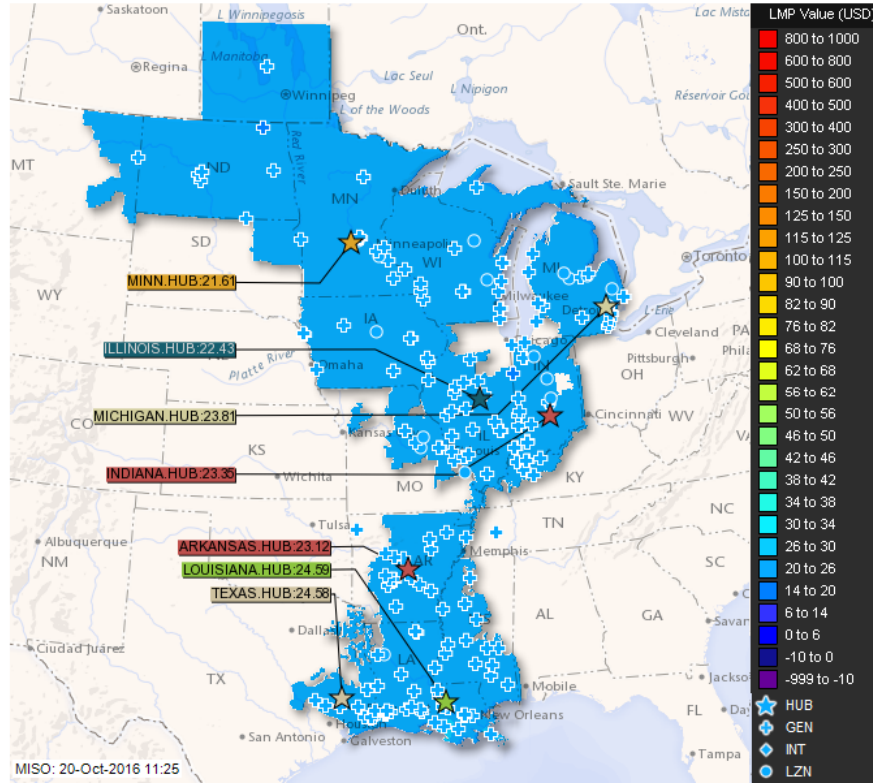 Saskatoon
L Winnipegosis
Ont.
Lac Mista
L Manitoba
Regina
Lac Seul
L Nipigon
Winnipeg
L of the Woods
Réservoir Gou
MT
ND
Red River
MN
Duluth
Sault Ste. Marie
SD
WI
MI
Toronto
MINN.HUB:21.61
WY
Milwaukee
Detroit
L Erie
IA
Cleveland
PA
ILLINOIS.HUB:22.43
Omaha
Pittsburgh
Phila
Platte River
IN
OH
MICHIGAN.HUB:23.81
Cincinnati
WV
CO
Kansas
IL
KS
INDIANA.HUB:23.35
Wichita
MO
KY
Tulsa
TN
NC
Albuquerque
ARKANSAS.HUB:23.12
AR
Memphis
NM
LOUISIANA.HUB:24.59
SC
TEXAS.HUB:24.58
Dallas
AL
GA
Savan
Ciudad Juárez
LA
TX
Mobile
Jackso
New Orleans
Houston
FL
San Antonio
Galveston
Tampa
MISO: 20-Oct-2016 11:25
LMP Value (USD)
800 to 1000
600 to 800
500 to 600
400 to 500
300 to 400
250 to 300
200 to 250
150 to 200
125 to 150
115 to 125
100 to 115
90 to 100
82 to 90
76 to 82
68 to 76
62 to 68
56 to 62
50 to 56
46 to 50
42 to 46
38 to 42
34 to 38
30 to 34
26 to 30
20 to 26
14 to 20
6 to 14
0 to 6
-10 to 0
-999 to -10
HUB
GEN
INT
LZN